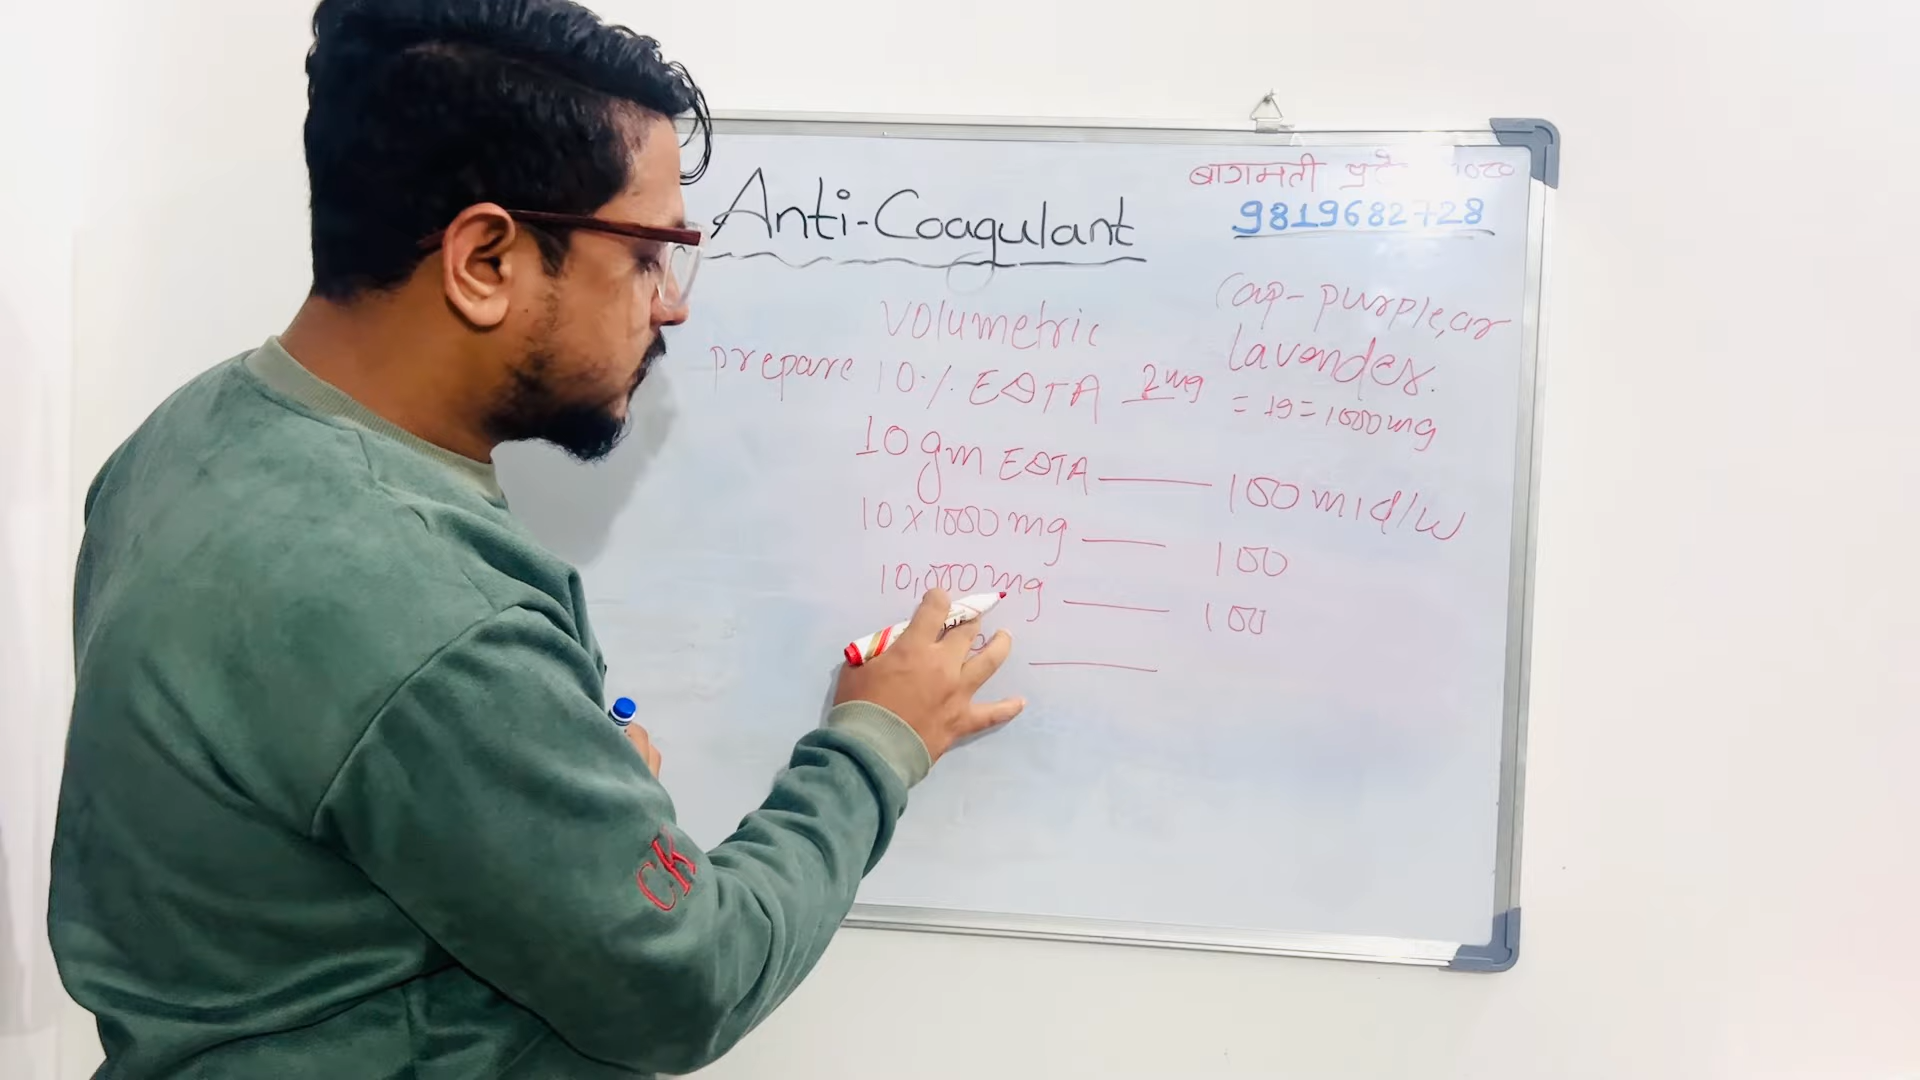 Anti-Coagulant
बागमती प्रदे
9819682728
Cap- purple, or
lavender.
volumetric
prepare 10% EDTA 2mg
= 1g = 1000mg
10 gm EDTA — 100 ml d/w
10 x 1000 mg — 100
10,000 mg — 100
CK